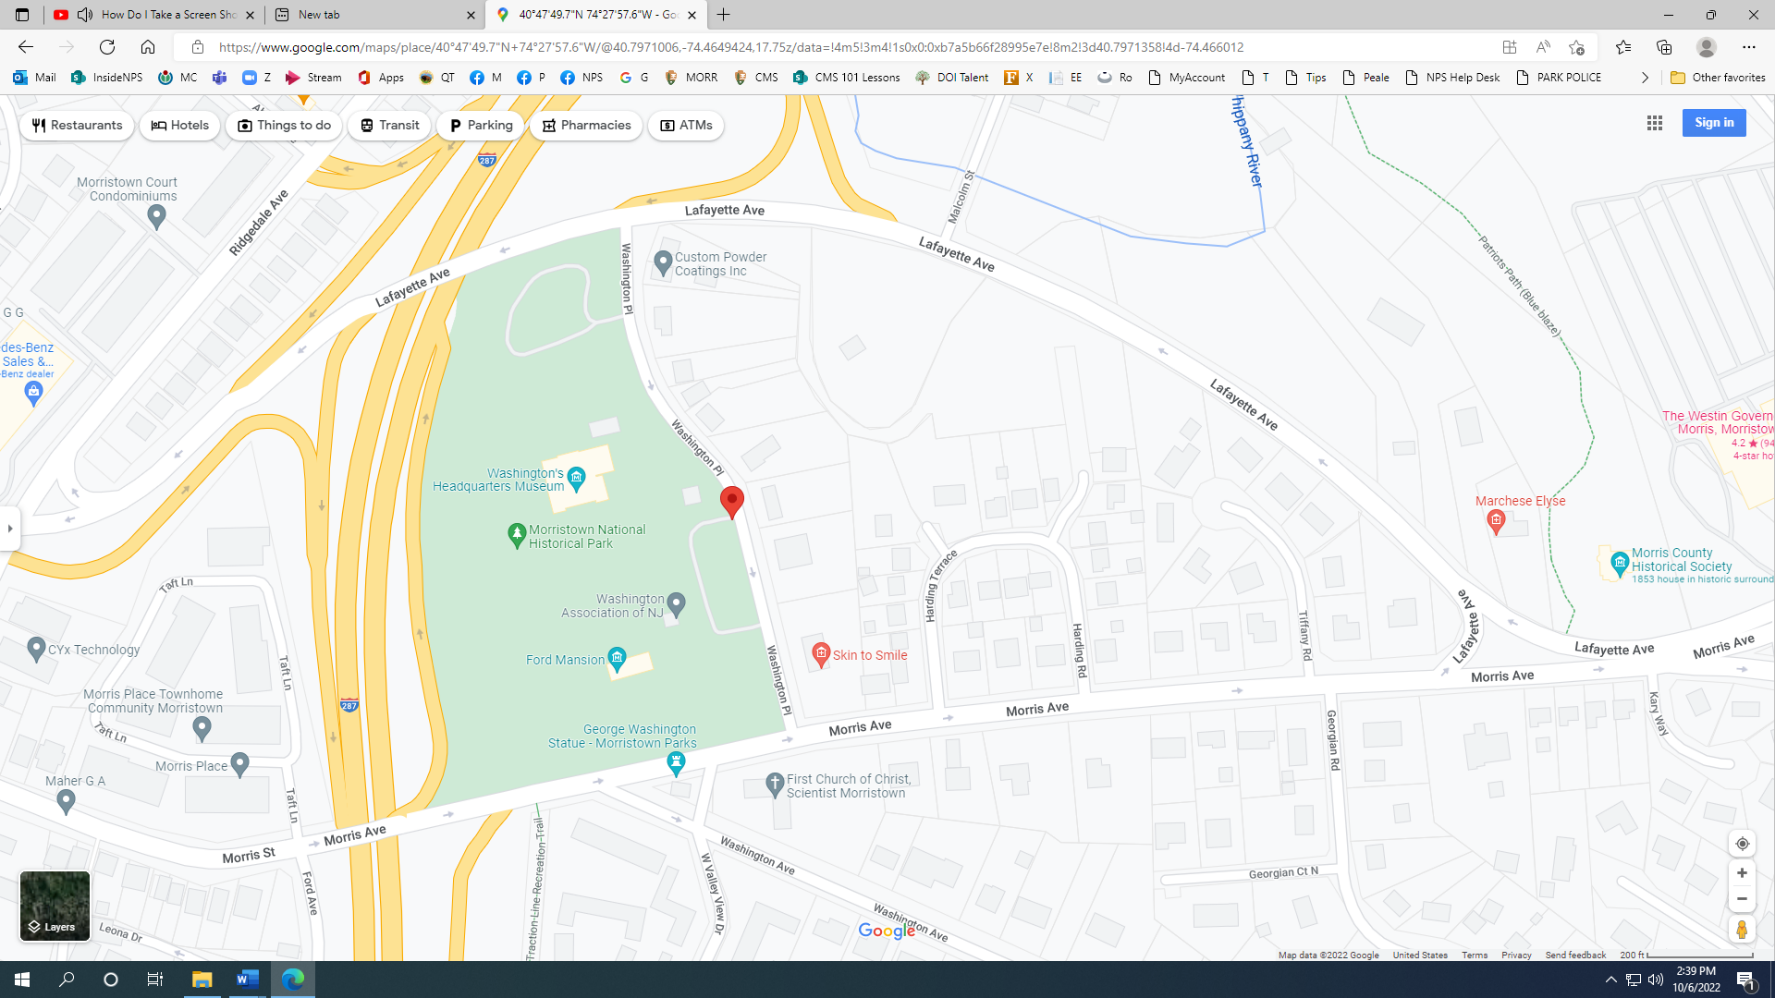 How Do I Take a Screen Sho
New tab
40°47'49.7"N 74°27'57.6"W - Goo
https://www.google.com/maps/place/40°47'49.7"N+74°27'57.6"W/@40.7971006,-74.4649424,17.75z/data=!4m5!3m4!1s0x0:0xb7a5b66f28995e7e!8m2!3d40.7971358!4d-74.466012
Mail
InsideNPS
MC
Z
Stream
Apps
QT
M
P
NPS
G
MORR
CMS
CMS 101 Lessons
DOI Talent
X
EE
Ro
MyAccount
T
Tips
Peale
NPS Help Desk
PARK POLICE
Other favorites
Restaurants
Hotels
Things to do
Transit
Parking
Pharmacies
ATMs
Sign in
287
Whippany River
Morristown Court
Condominiums
Ridgedale Ave
Malcolm St
Lafayette Ave
Lafayette Ave
Lafayette Ave
Washington Pl
Custom Powder
Coatings Inc
Patriots-Path (Blue blaze)
G G
des-Benz
Sales &...
-Benz dealer
Lafayette Ave
The Westin Govern
Morris, Morristow
4.2 ★ (94
4-star ho
Washington Pl
Washington's
Headquarters Museum
Marchese Elyse
Morristown National
Historical Park
Morris County
Historical Society
1853 house in historic surround
Harding Terrace
Taft Ln
Washington
Association of NJ
Lafayette Ave
Tiffany Rd
Harding Rd
CYx Technology
Ford Mansion
Skin to Smile
Lafayette Ave
Morris Ave
Taft Ln
Washington Pl
Morris Ave
Morris Place Townhome
Community Morristown
287
Morris Ave
Morris Ave
Kary Way
Georgian Rd
Taft Ln
George Washington
Statue - Morristown Parks
Morris Place
Maher G A
First Church of Christ,
Scientist Morristown
Taft Ln
Morris Ave
Morris St
Traction Line Recreation Trail
W Valley View Dr
Washington Ave
Georgian Ct N
Ford Ave
Layers
Leona Dr
Washington Ave
Google
Map data ©2022 Google
United States
Terms
Privacy
Send feedback
200 ft
2:39 PM
10/6/2022
1